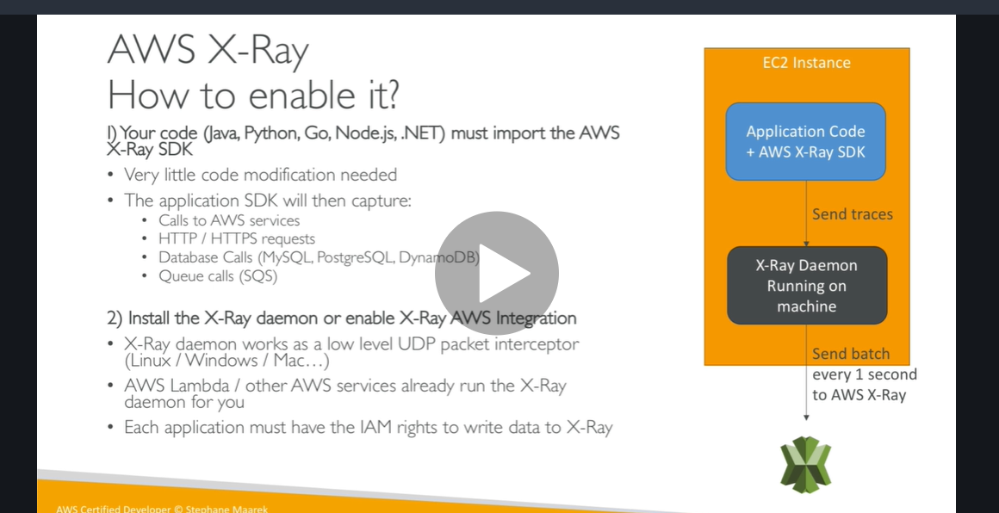 AWS X-Ray
How to enable it?
1) Your code (Java, Python, Go, Node.js, .NET) must import the AWS
X-Ray SDK
• Very little code modification needed
• The application SDK will then capture:
• Calls to AWS services
• HTTP / HTTPS requests
• Database Calls (MySQL, PostgreSQL, DynamoDB)
• Queue calls (SQS)
2) Install the X-Ray daemon or enable X-Ray AWS Integration
• X-Ray daemon works as a low level UDP packet interceptor
(Linux / Windows / Mac…)
• AWS Lambda / other AWS services already run the X-Ray
daemon for you
• Each application must have the IAM rights to write data to X-Ray
EC2 Instance
Application Code
+ AWS X-Ray SDK
Send traces
X-Ray Daemon
Running on
machine
Send batch
every 1 second
to AWS X-Ray
AWS Certified Developer © Stephane Maarek